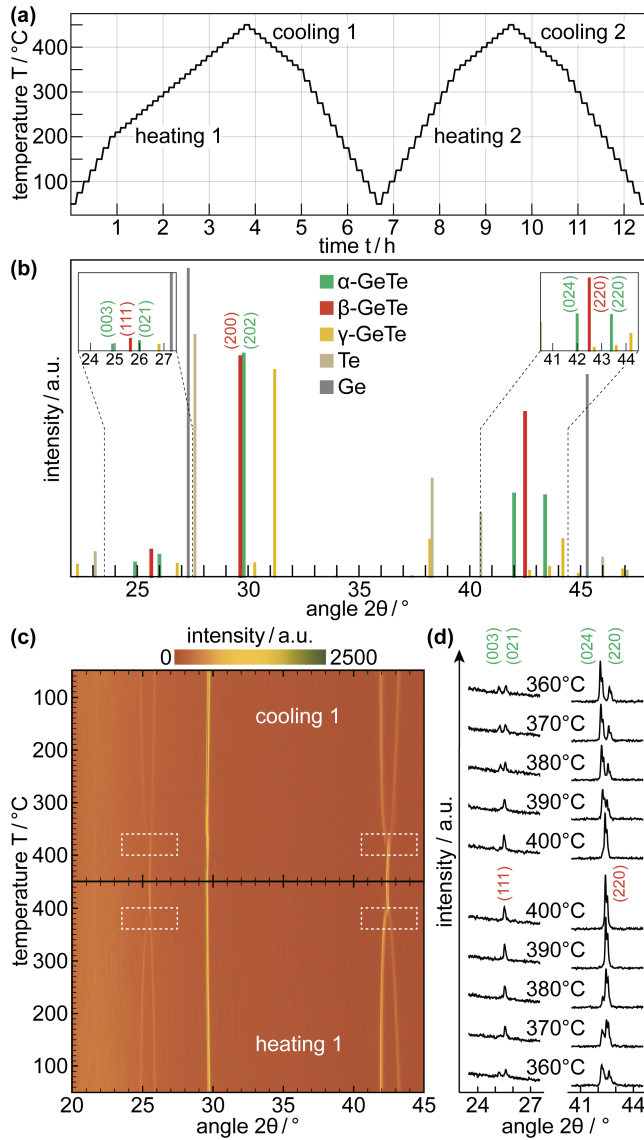 (a)
temperature T / °C
400
300
200
100
cooling 1
cooling 2
heating 1
heating 2
1 2 3 4 5 6 7 8 9 10 11 12
time t / h
(b)
intensity / a.u.
(003)
(111)
(021)
24 25 26 27
α-GeTe
β-GeTe
γ-GeTe
Te
Ge
(200)
(202)
(024)
(220)
(220)
41 42 43 44
25 30 35 40 45
angle 2θ / °
(c)
intensity / a.u.
0 2500
temperature T / °C
100
200
300
400
cooling 1
400
300
200
100
heating 1
20 25 30 35 40 45
angle 2θ / °
(d)
intensity / a.u.
(003)
(021)
(024)
(220)
360°C
370°C
380°C
390°C
400°C
(111)
(220)
400°C
390°C
380°C
370°C
360°C
24 27 41 44
angle 2θ / °